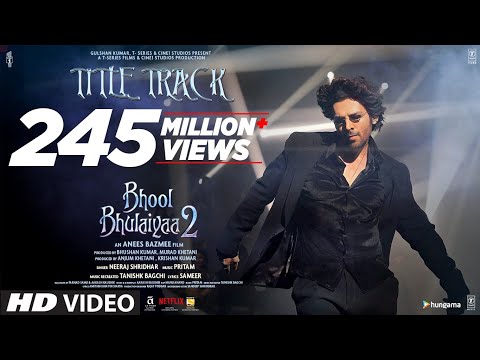 GULSHAN KUMAR, T- SERIES & CINE1 STUDIOS PRESENT
A T-SERIES FILMS & CINE1 STUDIOS PRODUCTION
TITLE TRACK
245 MILLION+
VIEWS
Bhool
Bhulaiyaa 2
AN ANEES BAZMEE FILM
PRODUCED BY BHUSHAN KUMAR, MURAD KHETANI
PRODUCED BY ANJUM KHETANI, KRISHAN KUMAR
SINGER NEERAJ SHRIDHAR MUSIC PRITAM
MUSIC RECREATED TANISHK BAGCHI LYRICS SAMEER
HD VIDEO
NETFLIX
hungama